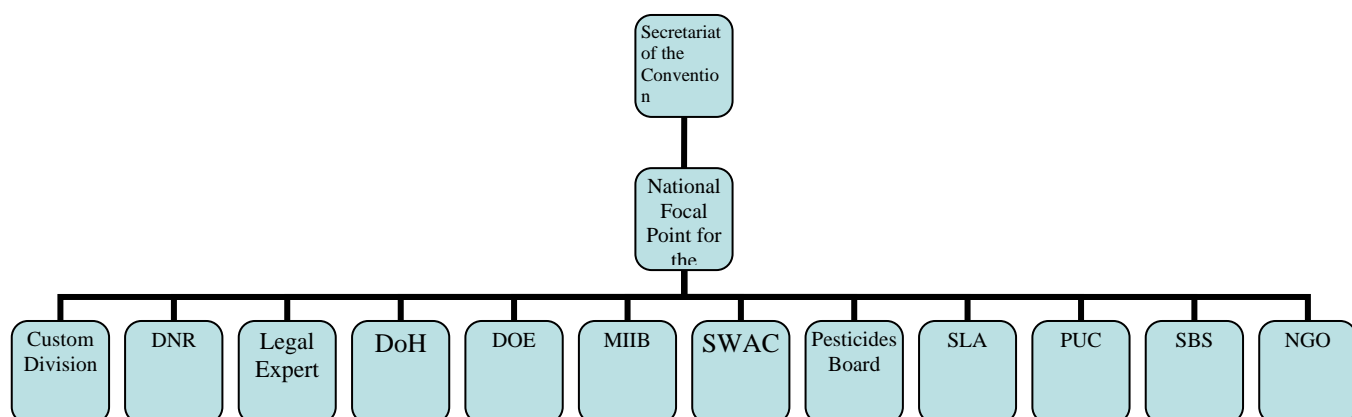 Secretariat
of the
Conventio
n
National
Focal
Point for
the
Custom
Division
DNR
Legal
Expert
DoH
DOE
MIIB
SWAC
Pesticides
Board
SLA
PUC
SBS
NGO